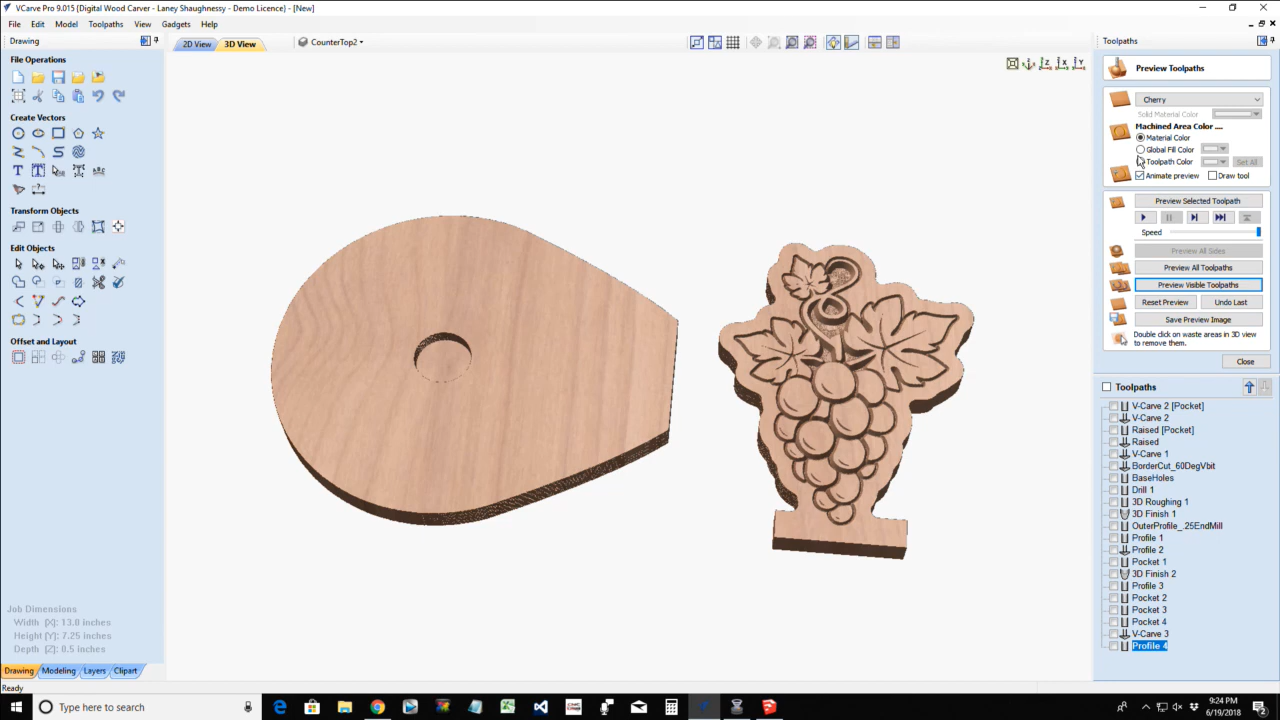 VCarve Pro 9.015 [Digital Wood Carver - Laney Shaughnessy - Demo Licence] - [New]
File Edit Model Toolpaths View Gadgets Help
Drawing
2D View 3D View CounterTop2
Toolpaths
File Operations
Create Vectors
Transform Objects
Edit Objects
Offset and Layout
Job Dimensions
Width (X): 13.0 inches
Height (Y): 7.25 inches
Depth (Z): 0.5 inches
Drawing Modeling Layers Clipart
Ready
Preview Toolpaths
Cherry
Solid Material Color
Machined Area Color ....
Material Color
Global Fill Color
Toolpath Color Set All
Animate preview Draw tool
Preview Selected Toolpath
Speed
Preview All Sides
Preview All Toolpaths
Preview Visible Toolpaths
Reset Preview Undo Last
Save Preview Image
Double click on waste areas in 3D view
to remove them.
Close
Toolpaths
V-Carve 2 [Pocket]
V-Carve 2
Raised [Pocket]
Raised
V-Carve 1
BorderCut_60DegVbit
BaseHoles
Drill 1
3D Roughing 1
3D Finish 1
OuterProfile_.25EndMill
Profile 1
Profile 2
Pocket 1
3D Finish 2
Profile 3
Pocket 2
Pocket 3
Pocket 4
V-Carve 3
Profile 4
Type here to search
9:24 PM
6/19/2018
2